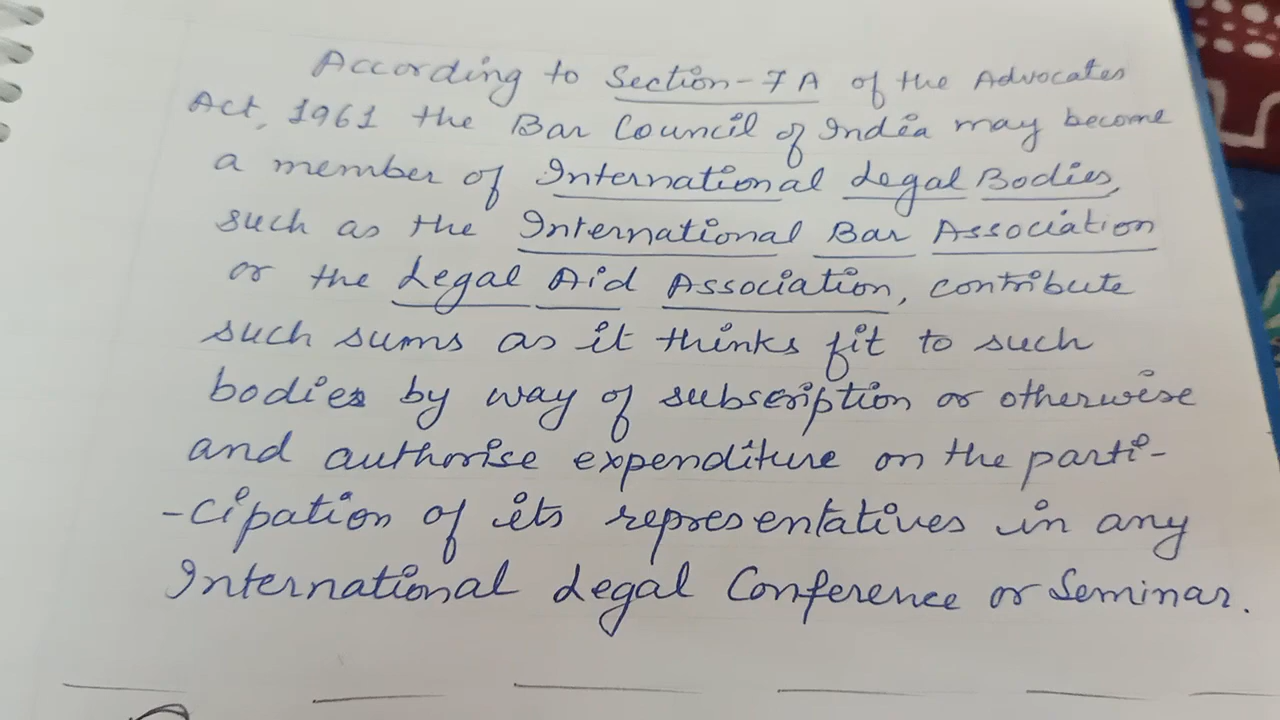 According to Section-7A of the Advocates
Act, 1961 the Bar Council of India may become
a member of International Legal Bodies,
such as the International Bar Association
or the Legal Aid Association, contribute
such sums as it thinks fit to such
bodies by way of subscription or otherwise
and authorise expenditure on the parti-
-cipation of its representatives in any
International Legal Conference or Seminar.